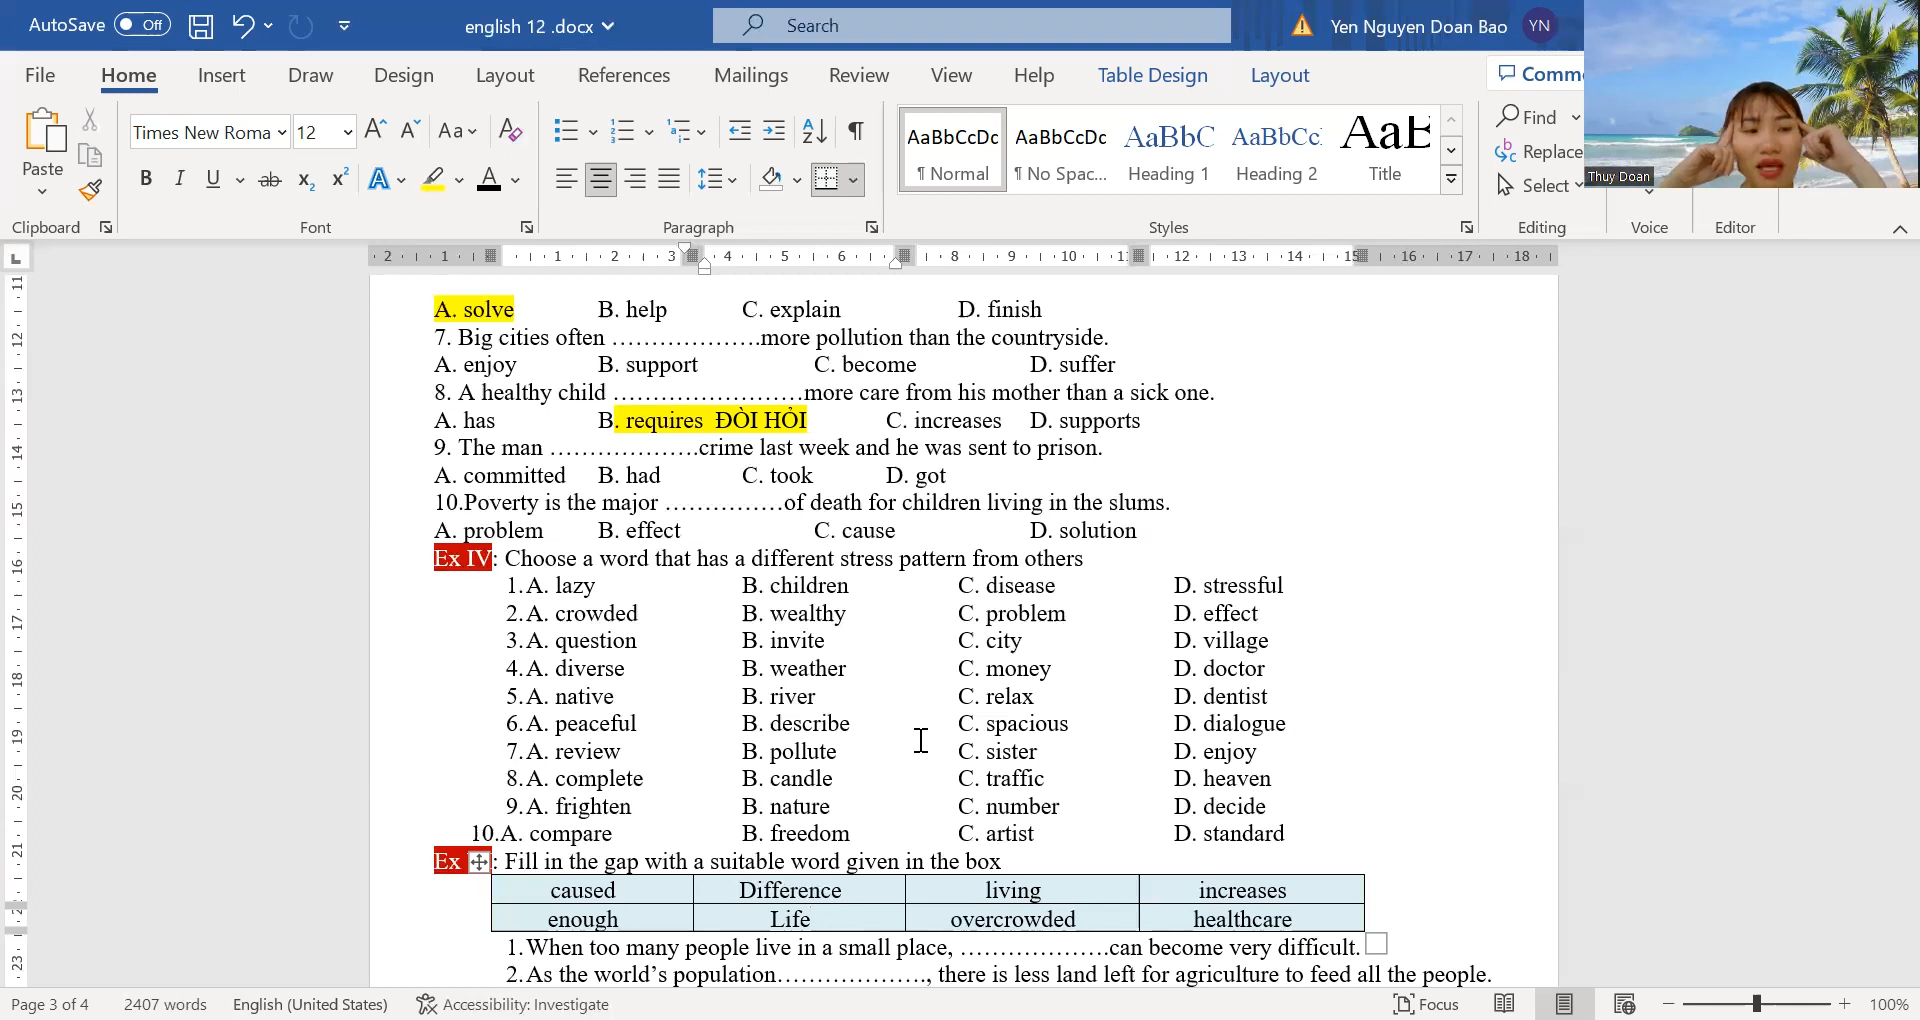 AutoSave Off english 12 .docx Search Yen Nguyen Doan Bao YN
File Home Insert Draw Design Layout References Mailings Review View Help Table Design Layout Comm
Paste Times New Roma 12 Aa AaBbCcDc AaBbCcDc AaBbC AaBbCc AaB Find
Replace
B I U ab x2 x2 A A ¶ Normal ¶ No Spac... Heading 1 Heading 2 Title Select
Thuy Doan
Clipboard Font Paragraph Styles Editing Voice Editor
A. solve B. help C. explain D. finish
7. Big cities often ……………….more pollution than the countryside.
A. enjoy B. support C. become D. suffer
8. A healthy child ……………………more care from his mother than a sick one.
A. has B. requires ĐÒI HỎI C. increases D. supports
9. The man ……………….crime last week and he was sent to prison.
A. committed B. had C. took D. got
10.Poverty is the major ……………of death for children living in the slums.
A. problem B. effect C. cause D. solution
Ex IV: Choose a word that has a different stress pattern from others
1. A. lazy B. children C. disease D. stressful
2. A. crowded B. wealthy C. problem D. effect
3. A. question B. invite C. city D. village
4. A. diverse B. weather C. money D. doctor
5. A. native B. river C. relax D. dentist
6. A. peaceful B. describe C. spacious D. dialogue
7. A. review B. pollute C. sister D. enjoy
8. A. complete B. candle C. traffic D. heaven
9. A. frighten B. nature C. number D. decide
10. A. compare B. freedom C. artist D. standard
Ex : Fill in the gap with a suitable word given in the box
caused Difference living increases
enough Life overcrowded healthcare
1. When too many people live in a small place, ……………….can become very difficult.
2. As the world’s population………………., there is less land left for agriculture to feed all the people.
Page 3 of 4 2407 words English (United States) Accessibility: Investigate Focus 100%